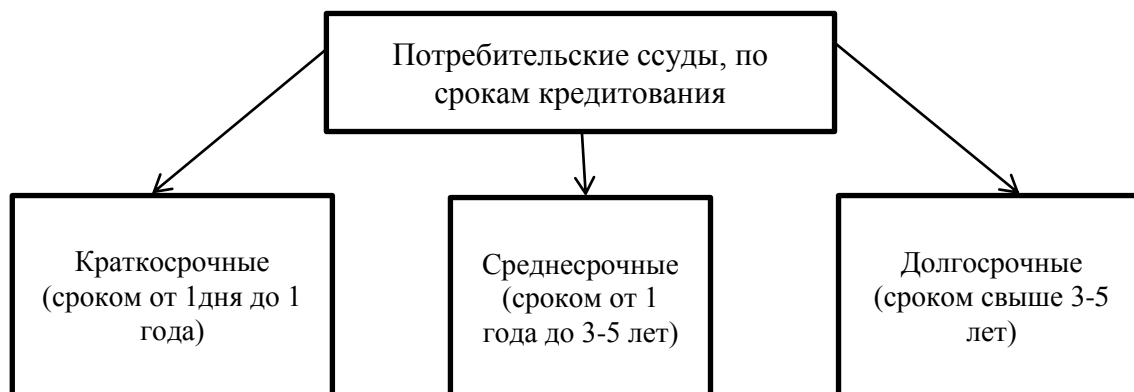 Потребительские ссуды, по
срокам кредитования
Краткосрочные
(сроком от 1дня до 1
года)
Среднесрочные
(сроком от 1
года до 3-5 лет)
Долгосрочные
(сроком свыше 3-5
лет)